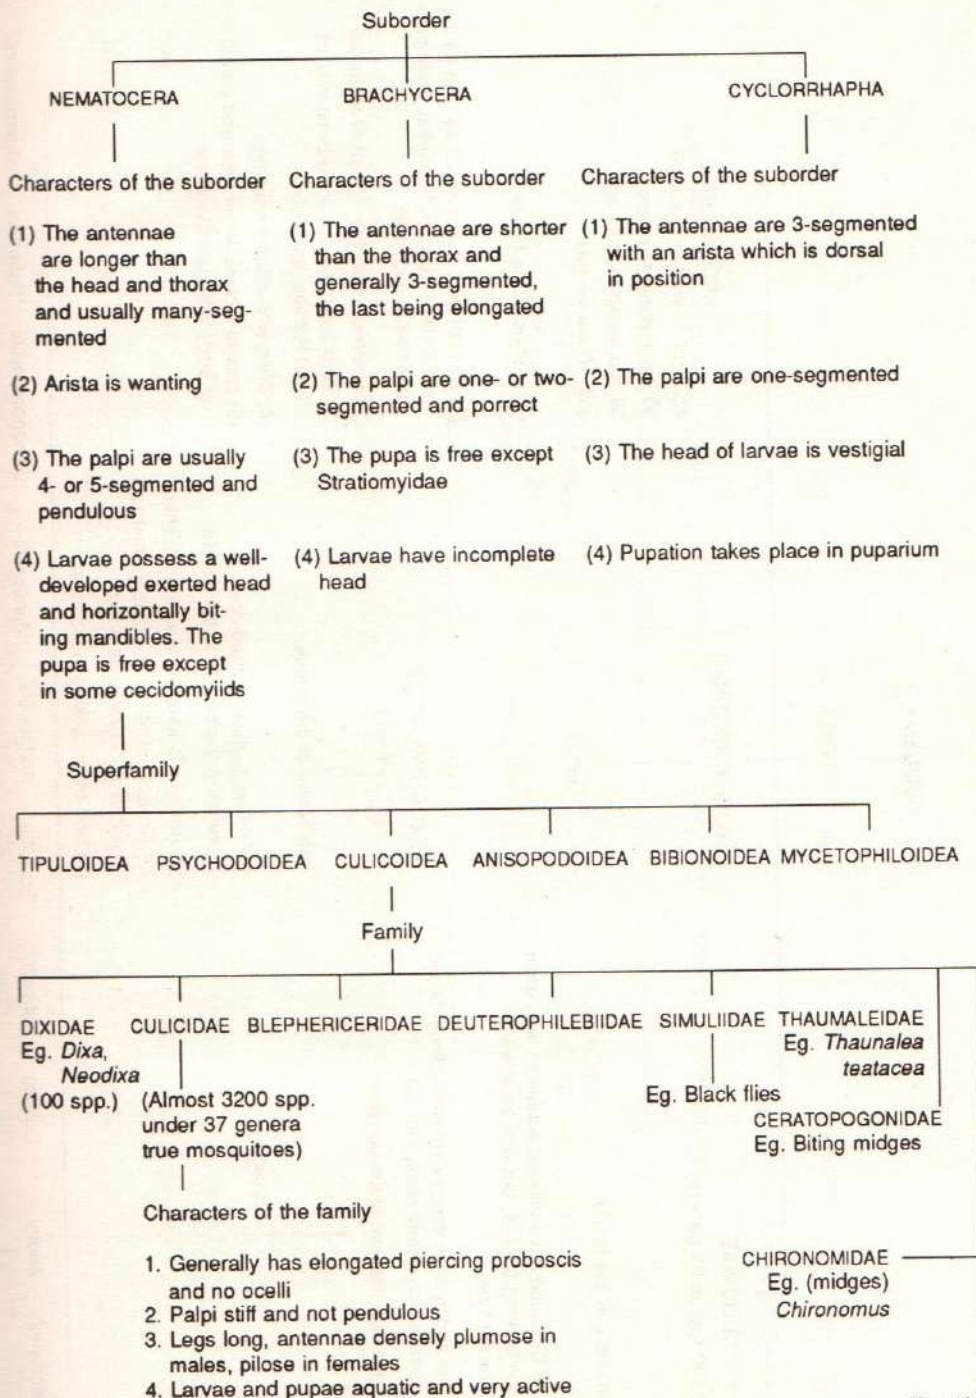 Suborder
NEMATOCERA
BRACHYCERA
CYCLORRHAPHA
Characters of the suborder
Characters of the suborder
Characters of the suborder
(1) The antennae
are longer than
the head and thorax
and usually many-seg-
mented
(1) The antennae are shorter
than the thorax and
generally 3-segmented,
the last being elongated
(1) The antennae are 3-segmented
with an arista which is dorsal
in position
(2) Arista is wanting
(2) The palpi are one- or two-
segmented and porrect
(2) The palpi are one-segmented
(3) The palpi are usually
4- or 5-segmented and
pendulous
(3) The pupa is free except
Stratiomyidae
(3) The head of larvae is vestigial
(4) Larvae possess a well-
developed exerted head
and horizontally bit-
ing mandibles. The
pupa is free except
in some cecidomyiids
(4) Larvae have incomplete
head
(4) Pupation takes place in puparium
Superfamily
TIPULOIDEA
PSYCHODOIDEA
CULICOIDEA
ANISOPODOIDEA
BIBIONOIDEA
MYCETOPHILOIDEA
Family
DIXIDAE
Eg. Dixa,
Neodixa
(100 spp.)
CULICIDAE
(Almost 3200 spp.
under 37 genera
true mosquitoes)
BLEPHERICERIDAE
DEUTEROPHILEBIIDAE
SIMULIIDAE
Eg. Black flies
THAUMALEIDAE
Eg. Thaunalea
teatacea
CERATOPOGONIDAE
Eg. Biting midges
Characters of the family
1. Generally has elongated piercing proboscis
and no ocelli
2. Palpi stiff and not pendulous
3. Legs long, antennae densely plumose in
males, pilose in females
4. Larvae and pupae aquatic and very active
CHIRONOMIDAE
Eg. (midges)
Chironomus